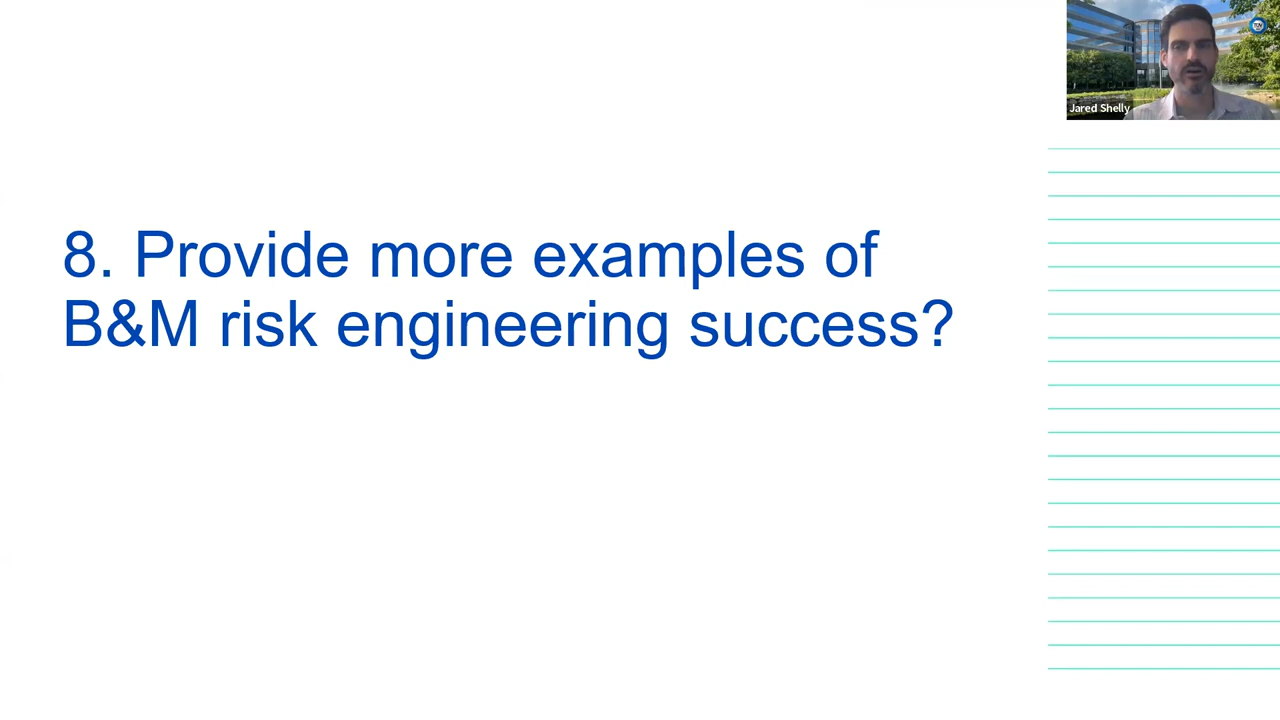 Jared Shelly
8. Provide more examples of
B&M risk engineering success?